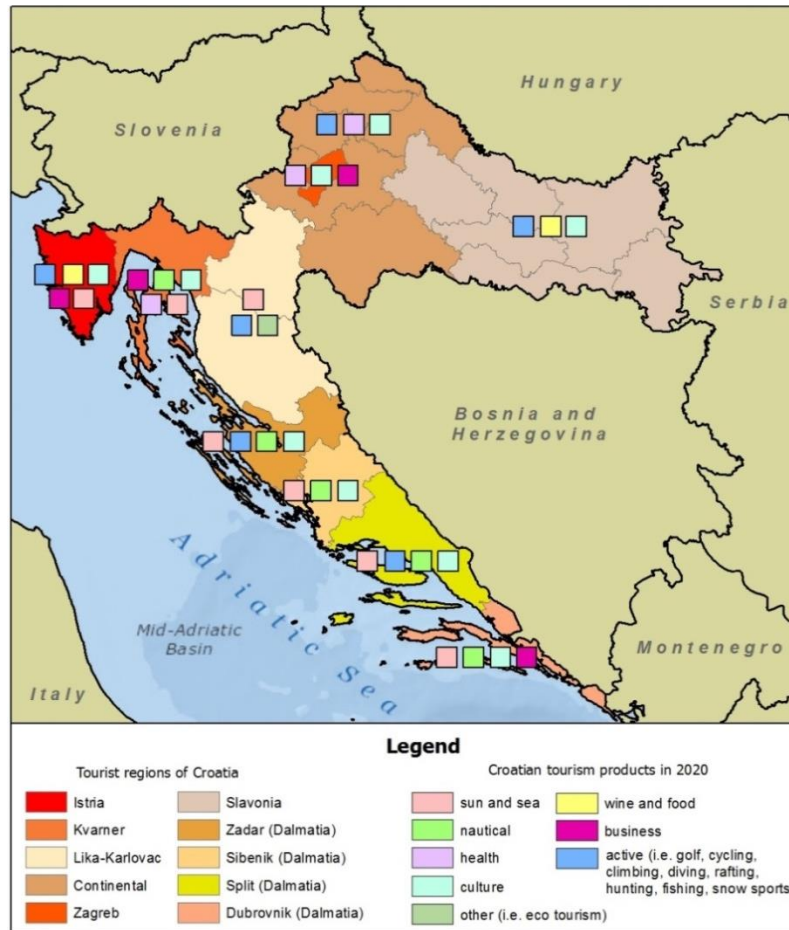 Hungary
Slovenia
Serbia
Bosnia and
Herzegovina
Adriatic Sea
Mid-Adriatic
Basin
Montenegro
Italy
Legend
Tourist regions of Croatia
Istria
Kvarner
Lika-Karlovac
Continental
Zagreb
Slavonia
Zadar (Dalmatia)
Sibenik (Dalmatia)
Split (Dalmatia)
Dubrovnik (Dalmatia)
Croatian tourism products in 2020
sun and sea
nautical
health
culture
other (i.e. eco tourism)
wine and food
business
active (i.e. golf, cycling,
climbing, diving, rafting,
hunting, fishing, snow sports